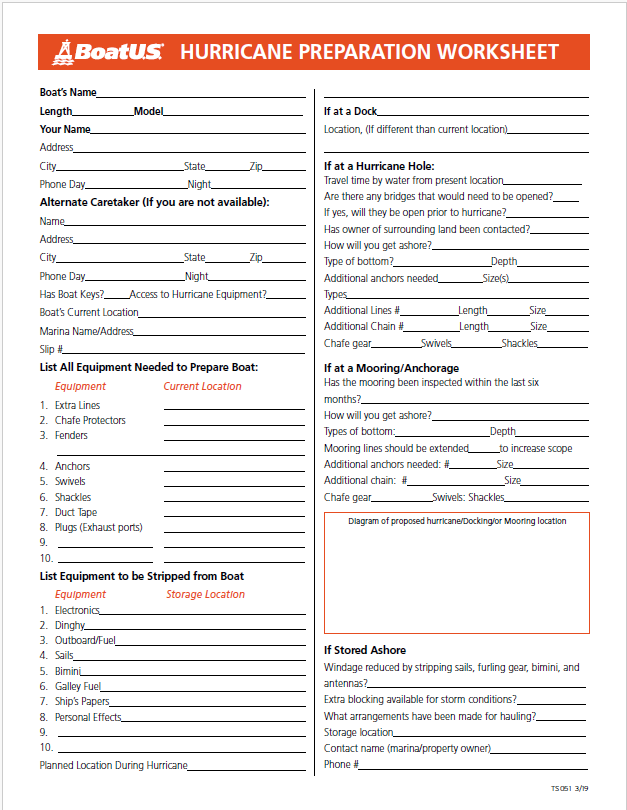 BoatU.S. HURRICANE PREPARATION WORKSHEET
Boat's Name
Length Model
Your Name
Address
City State Zip
Phone Day Night
Alternate Caretaker (If you are not available):
Name
Address
City State Zip
Phone Day Night
Has Boat Keys? Access to Hurricane Equipment?
Boat's Current Location
Marina Name/Address
Slip #
List All Equipment Needed to Prepare Boat:
Equipment Current Location
1. Extra Lines
2. Chafe Protectors
3. Fenders
4. Anchors
5. Swivels
6. Shackles
7. Duct Tape
8. Plugs (Exhaust ports)
9.
10.
List Equipment to be Stripped from Boat
Equipment Storage Location
1. Electronics
2. Dinghy
3. Outboard/Fuel
4. Sails
5. Bimini
6. Galley Fuel
7. Ship's Papers
8. Personal Effects
9.
10.
Planned Location During Hurricane
If at a Dock
Location, (If different than current location)
If at a Hurricane Hole:
Travel time by water from present location
Are there any bridges that would need to be opened?
If yes, will they be open prior to hurricane?
Has owner of surrounding land been contacted?
How will you get ashore?
Type of bottom? Depth
Additional anchors needed Size(s)
Types
Additional Lines # Length Size
Additional Chain # Length Size
Chafe gear Swivels Shackles
If at a Mooring/Anchorage
Has the mooring been inspected within the last six
months?
How will you get ashore?
Types of bottom: Depth
Mooring lines should be extended to increase scope
Additional anchors needed: # Size
Additional chain: # Size
Chafe gear Swivels: Shackles
Diagram of proposed hurricane/Docking/or Mooring location
If Stored Ashore
Windage reduced by stripping sails, furling gear, bimini, and
antennas?
Extra blocking available for storm conditions?
What arrangements have been made for hauling?
Storage location
Contact name (marina/property owner)
Phone #
TS051 3/19